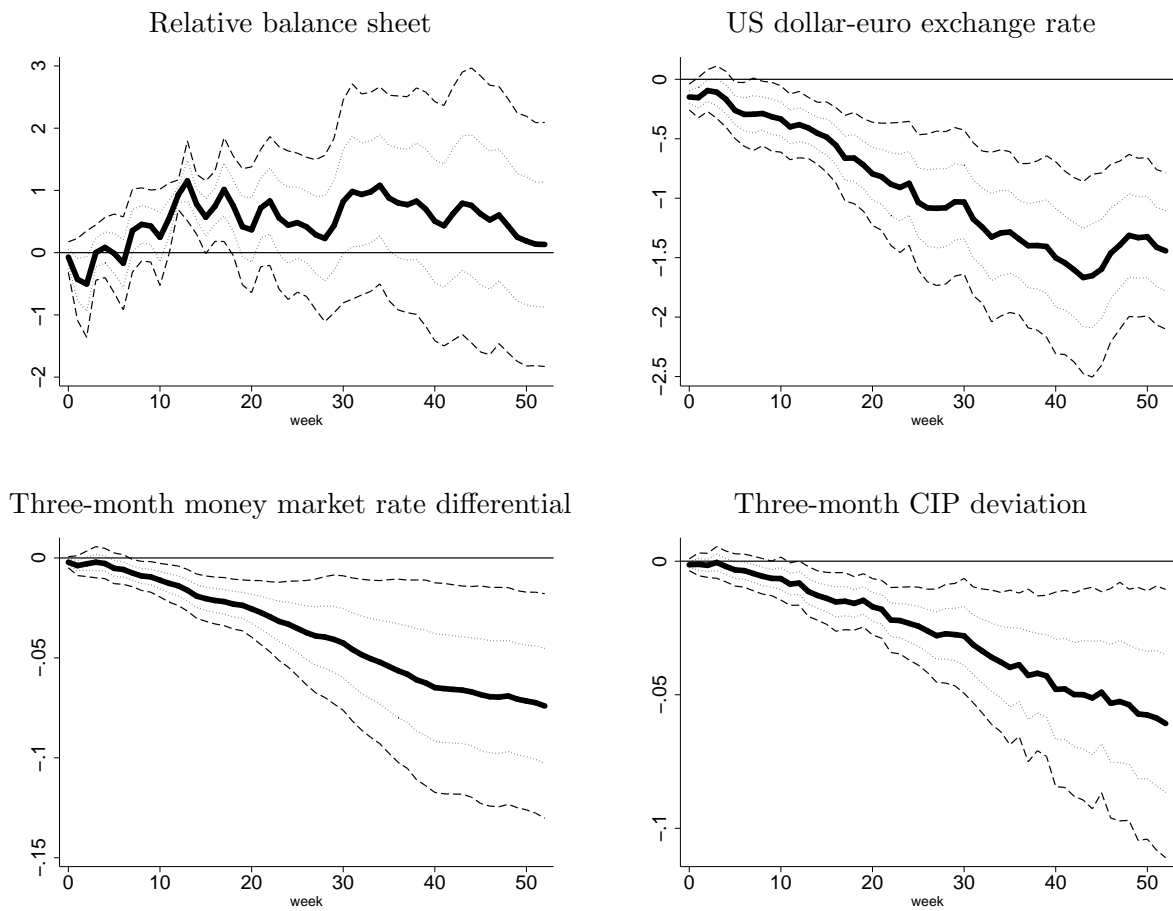 Relative balance sheet
3
2
1
0
−1
−2
0 10 20 30 40 50
week
US dollar-euro exchange rate
0
−.5
−1
−1.5
−2
−2.5
0 10 20 30 40 50
week
Three-month money market rate differential
0
−.05
−.1
−.15
0 10 20 30 40 50
week
Three-month CIP deviation
0
−.05
−.1
0 10 20 30 40 50
week